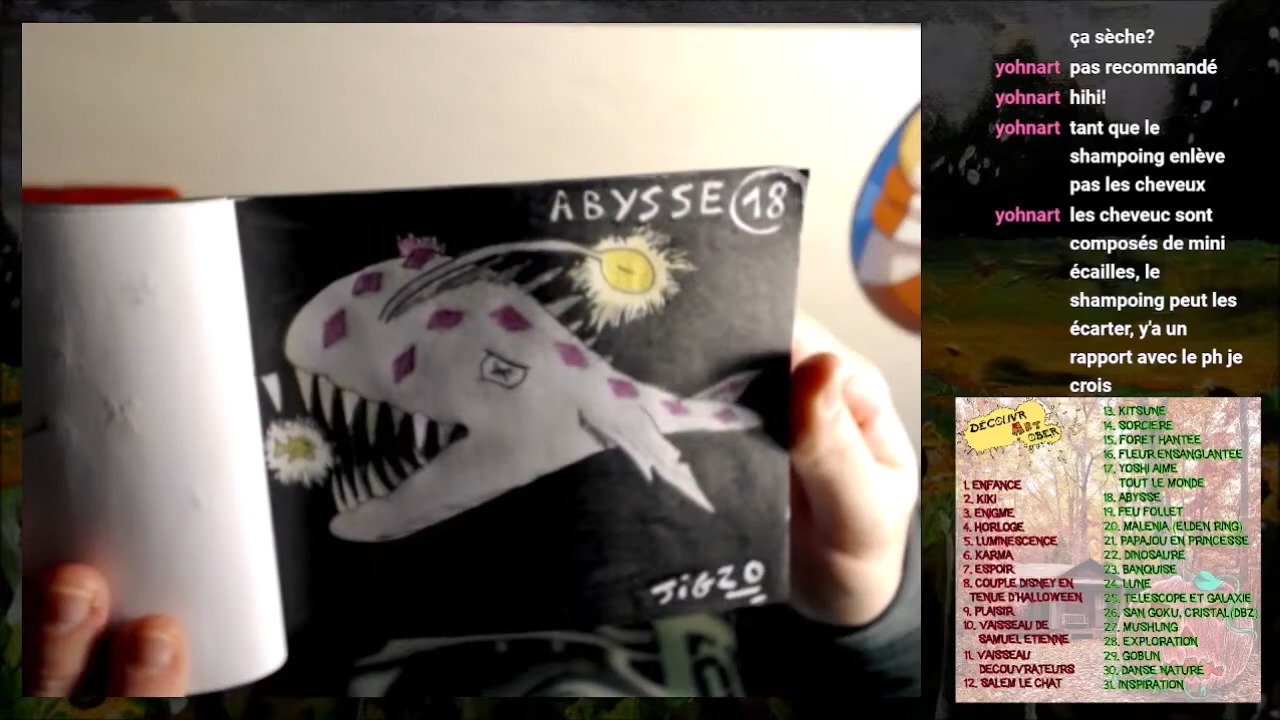 ABYSSE 18
JiGZO
ça sèche?
yohnart pas recommandé
yohnart hihi!
yohnart tant que le
shampoing enlève
pas les cheveux
yohnart les cheveuc sont
composés de mini
écailles, le
shampoing peut les
écarter, y'a un
rapport avec le ph je
crois
DECOUVR
ART
OBER
1. ENFANCE
2. KIKI
3. ENIGME
4. HORLOGE
5. LUMINESCENCE
6. KARMA
7. ESPOIR
8. COUPLE DISNEY EN
TENUE D'HALLOWEEN
9. PLAISIR
10. VAISSEAU DE
SAMUEL ETIENNE
11. VAISSEAU
DECOUVRATEURS
12. SALEM LE CHAT
13. KITSUNE
14. SORCIERE
15. FORET HANTEE
16. FLEUR ENSANGLANTEE
17. YOSHI AIME
TOUT LE MONDE
18. ABYSSE
19. FEU FOLLET
20. MALENIA (ELDEN RING)
21. PAPAJOU EN PRINCESSE
22. DINOSAURE
23. BANQUISE
24. LUNE
25. TELESCOPE ET GALAXIE
26. SAN GOKU, CRISTAL (DBZ)
27. MUSHLING
28. EXPLORATION
29. GOBLIN
30. DANSE NATURE
31. INSPIRATION